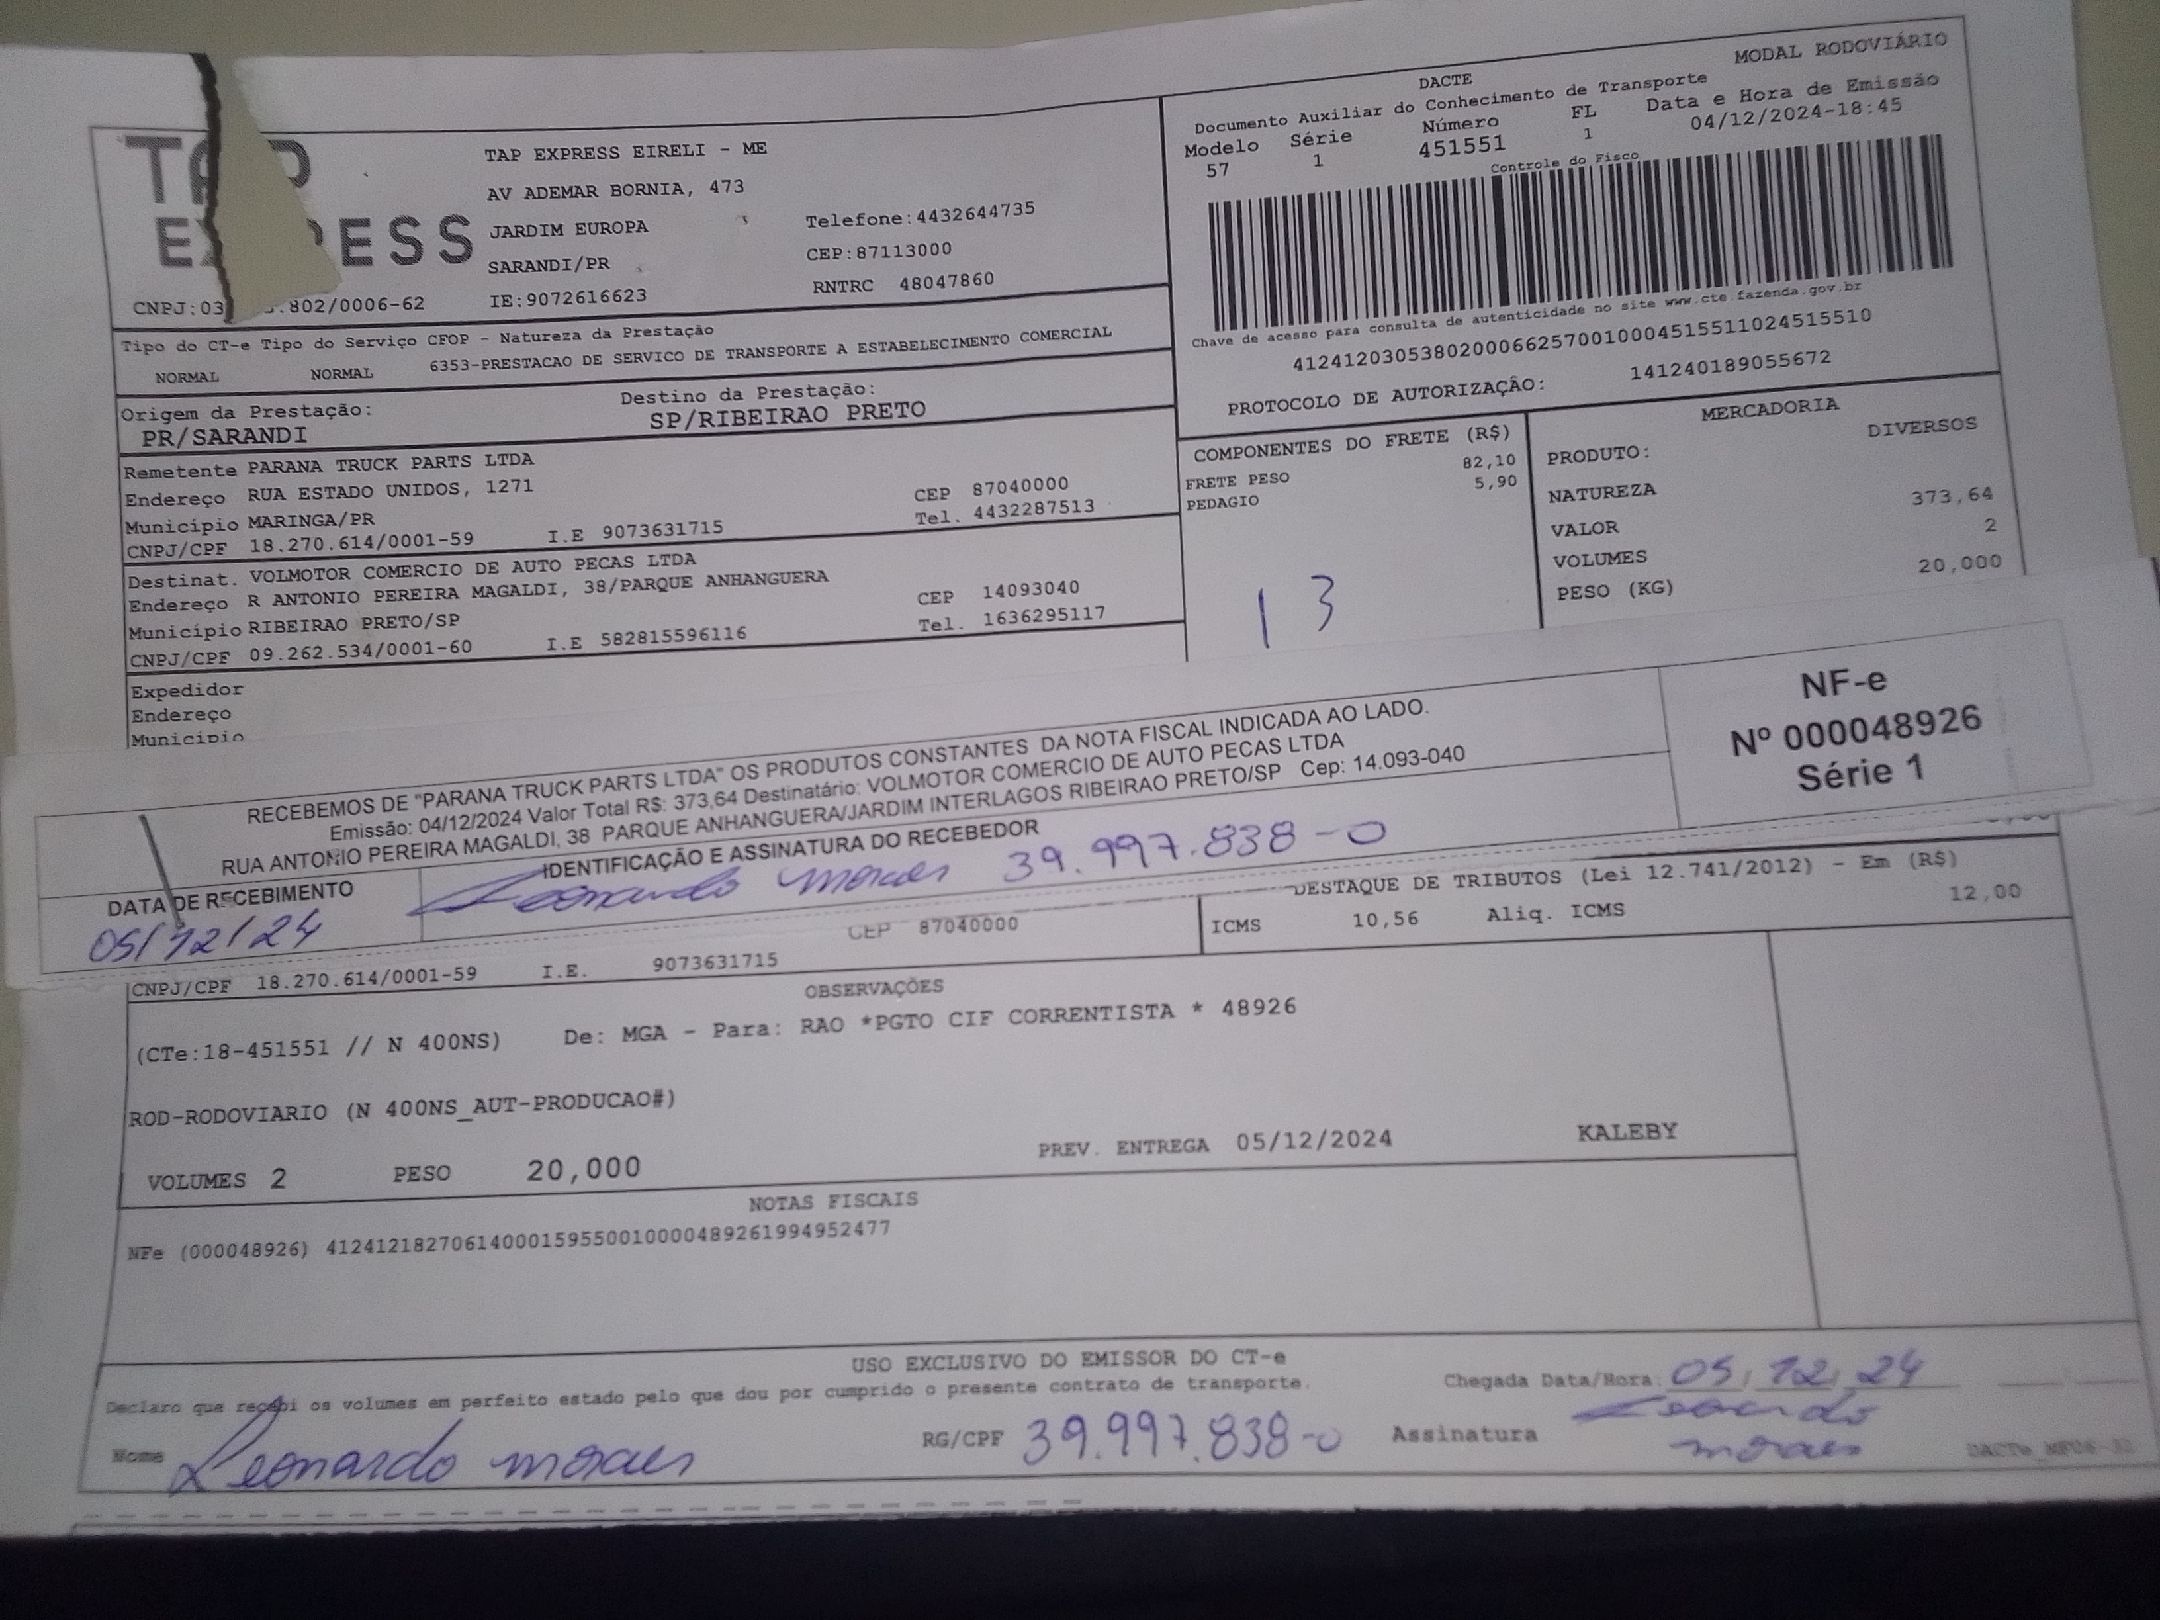 TAP EXPRESS EIRELI - ME
AV ADEMAR BORNIA, 473
JARDIM EUROPA
Telefone:4432644735
SARANDI/PR
CEP:87113000
CNPJ:03 .802/0006-62
IE:9072616623
RNTRC 48047860
DACTE
MODAL RODOVIÁRIO
Documento Auxiliar do Conhecimento de Transporte
Modelo Série Número FL Data e Hora de Emissão
57 1 451551 1 04/12/2024-18:45
Controle do Fisco
Chave de acesso para consulta de autenticidade no site www.cte.fazenda.gov.br
41241203053802000662570010004515511024515510
PROTOCOLO DE AUTORIZAÇÃO: 141240189055672
Tipo do CT-e Tipo do Serviço CFOP - Natureza da Prestação
NORMAL NORMAL 6353-PRESTACAO DE SERVICO DE TRANSPORTE A ESTABELECIMENTO COMERCIAL
Origem da Prestação: Destino da Prestação:
PR/SARANDI SP/RIBEIRAO PRETO
Remetente PARANA TRUCK PARTS LTDA
Endereço RUA ESTADO UNIDOS, 1271 CEP 87040000
Municipio MARINGA/PR Tel. 4432287513
CNPJ/CPF 18.270.614/0001-59 I.E 9073631715
Destinat. VOLMOTOR COMERCIO DE AUTO PECAS LTDA
Endereço R ANTONIO PEREIRA MAGALDI, 38/PARQUE ANHANGUERA CEP 14093040
Municípìo RIBEIRAO PRETO/SP Tel. 1636295117
CNPJ/CPF 09.262.534/0001-60 I.E 582815596116
Expedidor
Endereço
Municipio
COMPONENTES DO FRETE (R$)
FRETE PESO 82,10
PEDAGIO 5,90
13
MERCADORIA
PRODUTO: DIVERSOS
NATUREZA
VALOR 373,64
VOLUMES 2
PESO (KG) 20,000
RECEBEMOS DE "PARANA TRUCK PARTS LTDA" OS PRODUTOS CONSTANTES DA NOTA FISCAL INDICADA AO LADO.
Emissão: 04/12/2024 Valor Total R$: 373,64 Destinatário: VOLMOTOR COMERCIO DE AUTO PECAS LTDA
RUA ANTONIO PEREIRA MAGALDI, 38 PARQUE ANHANGUERA/JARDIM INTERLAGOS RIBEIRAO PRETO/SP Cep: 14.093-040
NF-e
Nº 000048926
Série 1
DATA DE RECEBIMENTO
05/12/24
IDENTIFICAÇÃO E ASSINATURA DO RECEBEDOR
Leonardo moraes 39.997.838-0
CEP 87040000
DESTAQUE DE TRIBUTOS (Lei 12.741/2012) - Em (R$)
ICMS 10,56 Aliq. ICMS 12,00
CNPJ/CPF 18.270.614/0001-59 I.E. 9073631715
OBSERVAÇÕES
(CTe:18-451551 // N 400NS) De: MGA - Para: RAO *PGTO CIF CORRENTISTA * 48926
ROD-RODOVIARIO (N 400NS_AUT-PRODUCAO#)
VOLUMES 2 PESO 20,000 PREV. ENTREGA 05/12/2024 KALEBY
NOTAS FISCAIS
NFe (000048926) 41241218270614000159550010000489261994952477
USO EXCLUSIVO DO EMISSOR DO CT-e
Declaro que recebi os volumes em perfeito estado pelo que dou por cumprido o presente contrato de transporte.
Chegada Data/Hora: 05/12/24
Nome Leonardo moraes RG/CPF 39.997.838-0 Assinatura Leonardo moraes